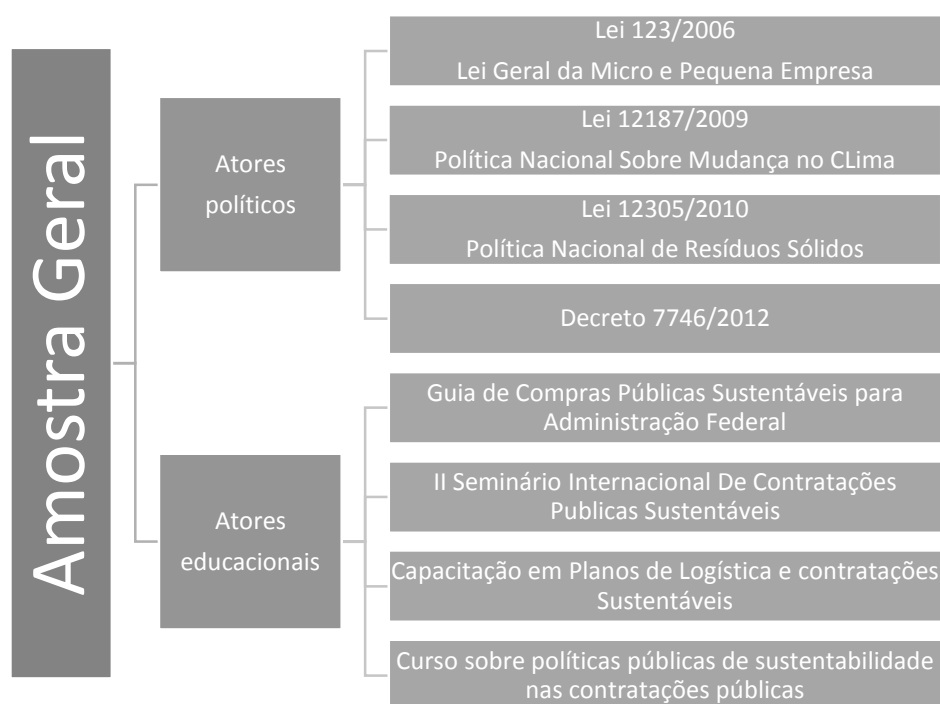 Amostra Geral
Atores
políticos
Lei 123/2006
Lei Geral da Micro e Pequena Empresa
Lei 12187/2009
Política Nacional Sobre Mudança no CLima
Lei 12305/2010
Política Nacional de Resíduos Sólidos
Decreto 7746/2012
Atores
educacionais
Guia de Compras Públicas Sustentáveis para
Administração Federal
II Seminário Internacional De Contratações
Publicas Sustentáveis
Capacitação em Planos de Logística e contratações
Sustentáveis
Curso sobre políticas públicas de sustentabilidade
nas contratações públicas